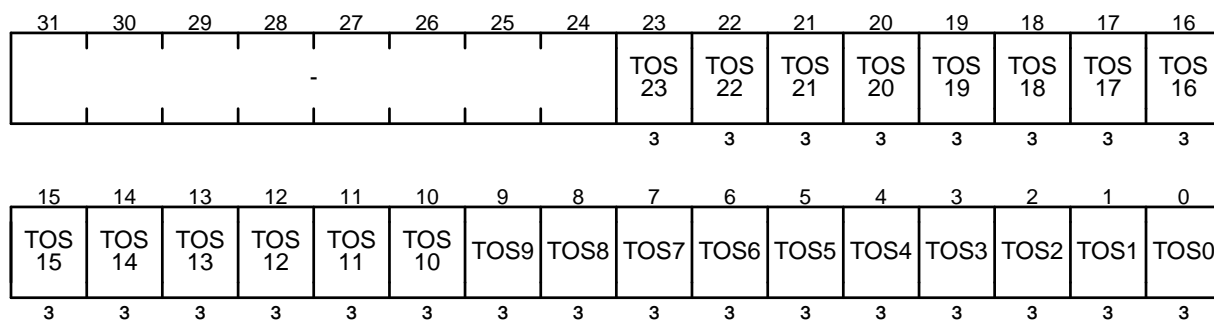 31 30 29 28 27 26 25 24 23 22 21 20 19 18 17 16
- TOS TOS TOS TOS TOS TOS TOS TOS
23 22 21 20 19 18 17 16
3 3 3 3 3 3 3 3
15 14 13 12 11 10 9 8 7 6 5 4 3 2 1 0
TOS TOS TOS TOS TOS TOS TOS9 TOS8 TOS7 TOS6 TOS5 TOS4 TOS3 TOS2 TOS1 TOS0
15 14 13 12 11 10
3 3 3 3 3 3 3 3 3 3 3 3 3 3 3 3